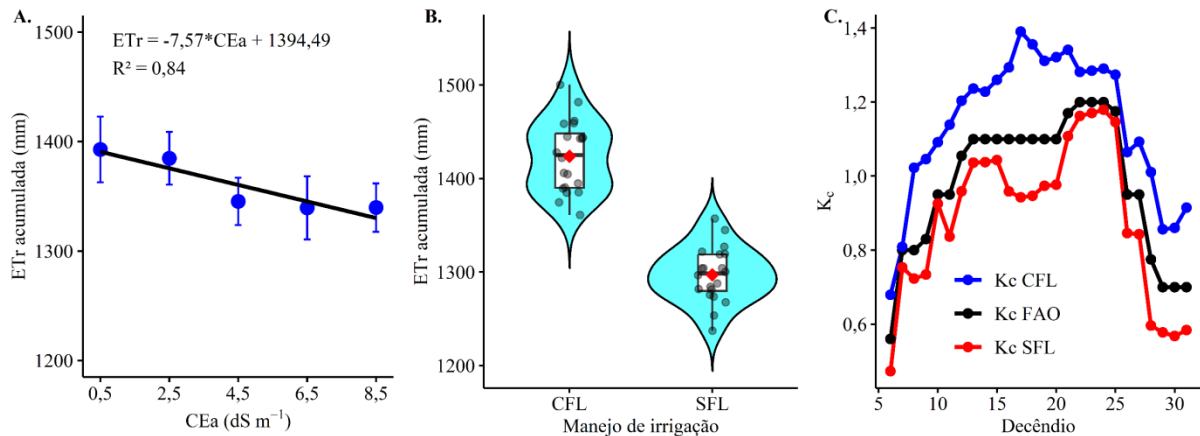 A.
ETr acumulada (mm)
1500
1400
1300
1200
ETr = -7,57*CEa + 1394,49
R² = 0,84
0,5 2,5 4,5 6,5 8,5
CEa (dS m⁻¹)
B.
ETr acumulada (mm)
1500
1400
1300
1200
CFL SFL
Manejo de irrigação
C.
Kc
1,4
1,2
1,0
0,8
0,6
Kc CFL
Kc FAO
Kc SFL
5 10 15 20 25 30
Decêndio